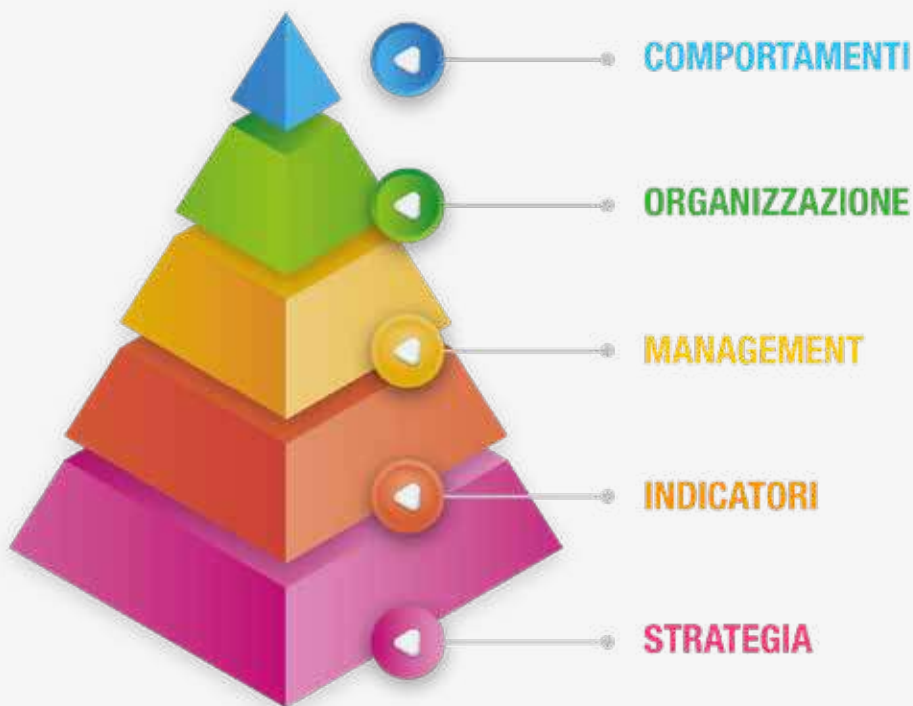 COMPORTAMENTI
ORGANIZZAZIONE
MANAGEMENT
INDICATORI
STRATEGIA